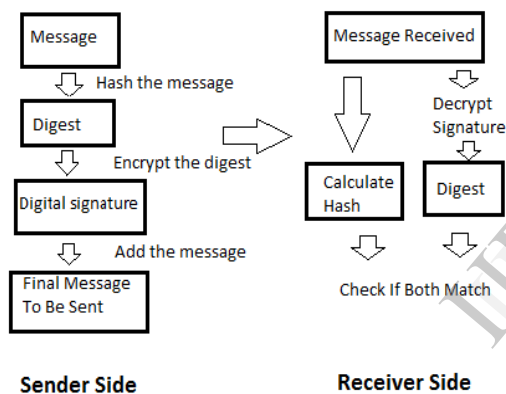 Message
Hash the message
Digest
Encrypt the digest
Digital signature
Add the message
Final Message
To Be Sent
Sender Side
Message Received
Decrypt
Signature
Calculate
Hash
Digest
Check If Both Match
Receiver Side